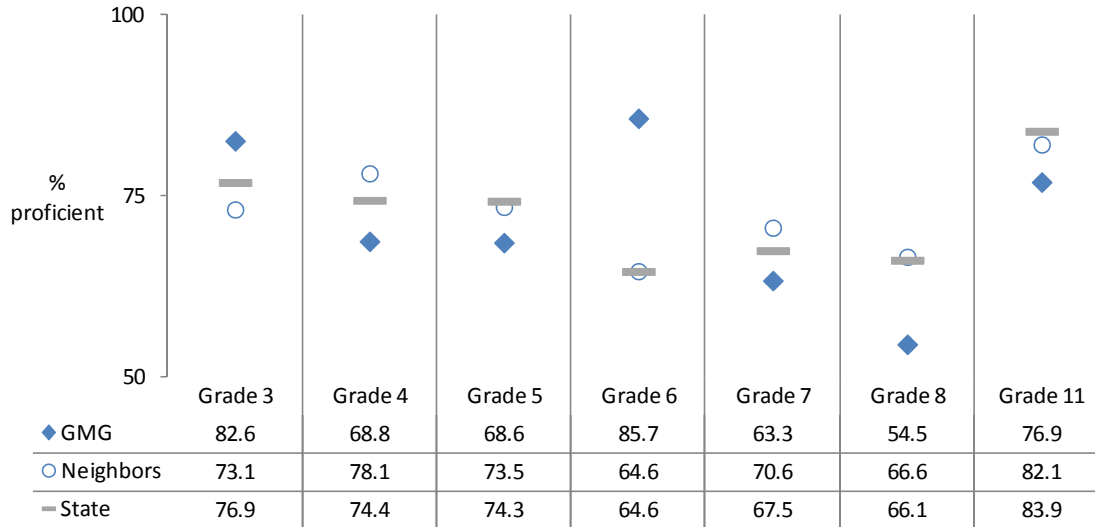 100
75
50
%
proficient
Grade 3 Grade 4 Grade 5 Grade 6 Grade 7 Grade 8 Grade 11
GMG 82.6 68.8 68.6 85.7 63.3 54.5 76.9
Neighbors 73.1 78.1 73.5 64.6 70.6 66.6 82.1
State 76.9 74.4 74.3 64.6 67.5 66.1 83.9